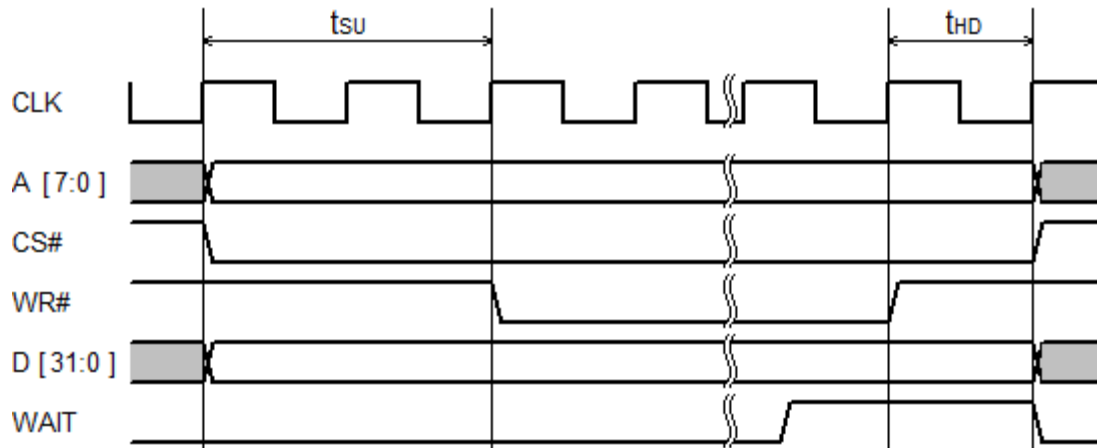 tSU
tHD
CLK
A [ 7:0 ]
CS#
WR#
D [ 31:0 ]
WAIT